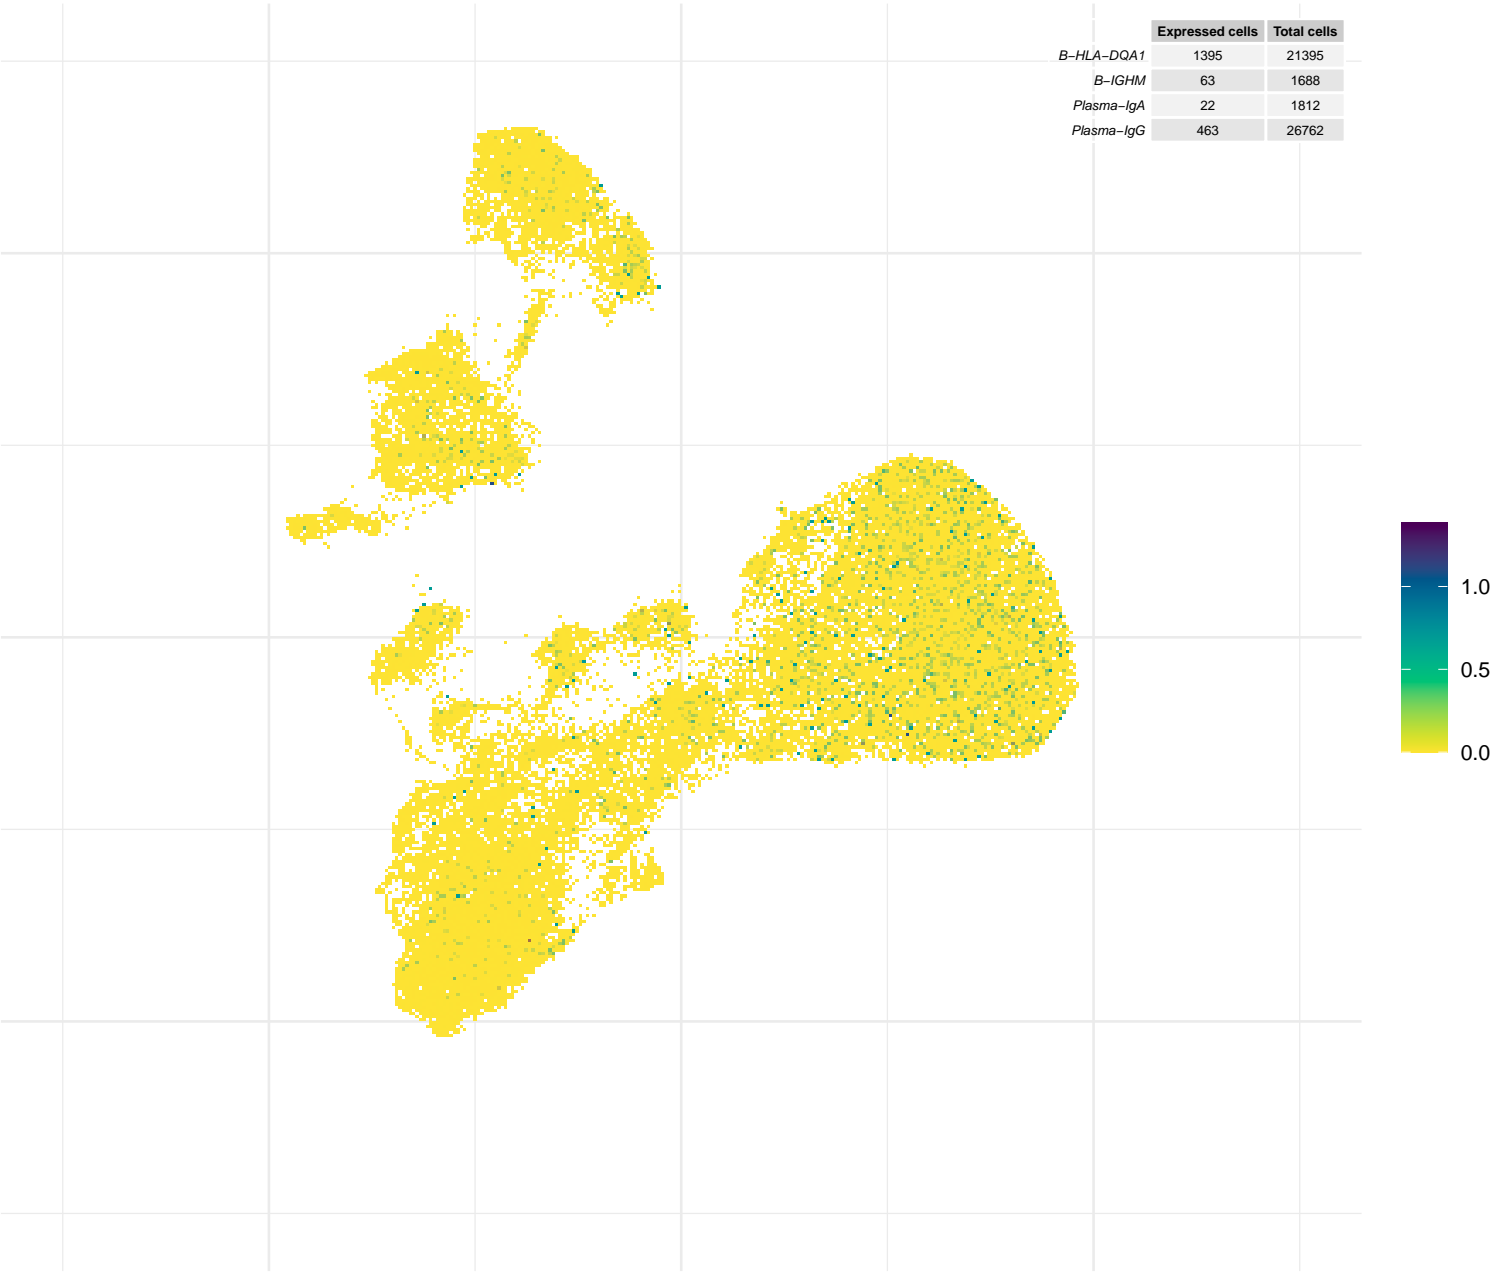 Expressed cells Total cells
B-HLA-DQA1 1395 21395
B-IGHM 63 1688
Plasma-IgA 22 1812
Plasma-IgG 463 26762
1.0
0.5
0.0